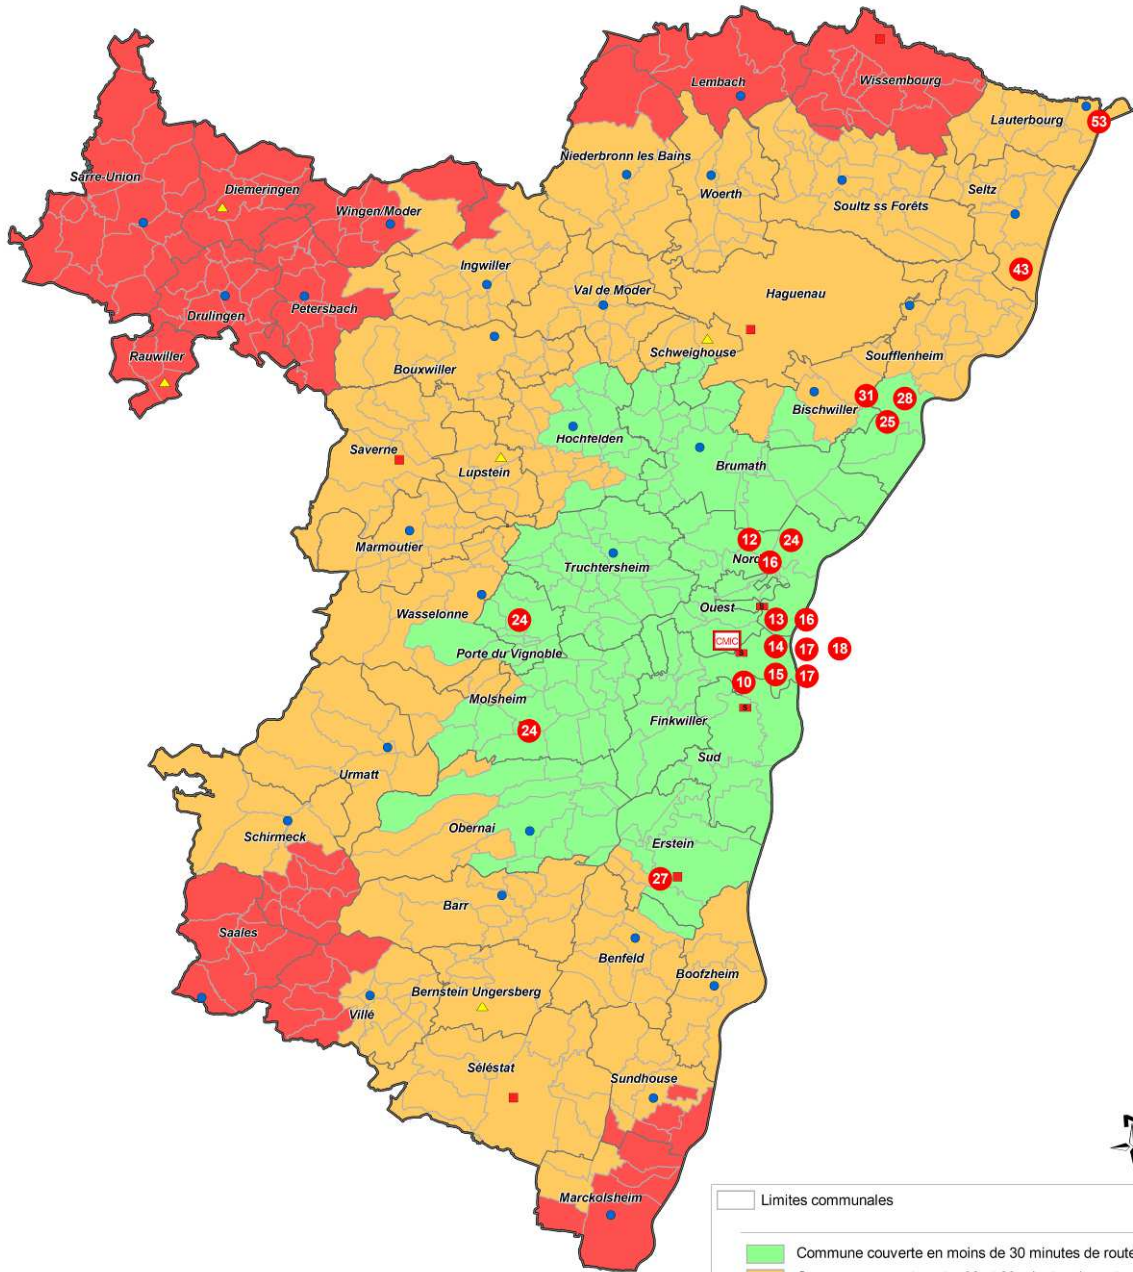 Lembach
Wissembourg
Lauterbourg
53
Niederbronn les Bains
Sarre-Union
Diemeringen
Woerth
Seltz
Wingen/Moder
Soultz ss Forêts
Ingwiller
43
Val de Moder
Haguenau
Petersbach
Drulingen
Rauwiller
Schweighouse
Soufflenheim
Bouxwiller
31
28
Bischwiller
25
Hochfelden
Saverne
Brumath
Lupstein
12
24
Marmoutier
Nord
16
Truchtersheim
Ouest
Wasselonne
24
13
16
CMIC
14
17
18
Porte du Vignoble
15
17
10
Molsheim
Finkwiller
24
Sud
Urmatt
Obernai
Schirmeck
Erstein
27
Barr
Saales
Benfeld
Boofzheim
Bernstein Ungersberg
Villé
Séléstat
Sundhouse
Marckolsheim
Limites communales
Commune couverte en moins de 30 minutes de route